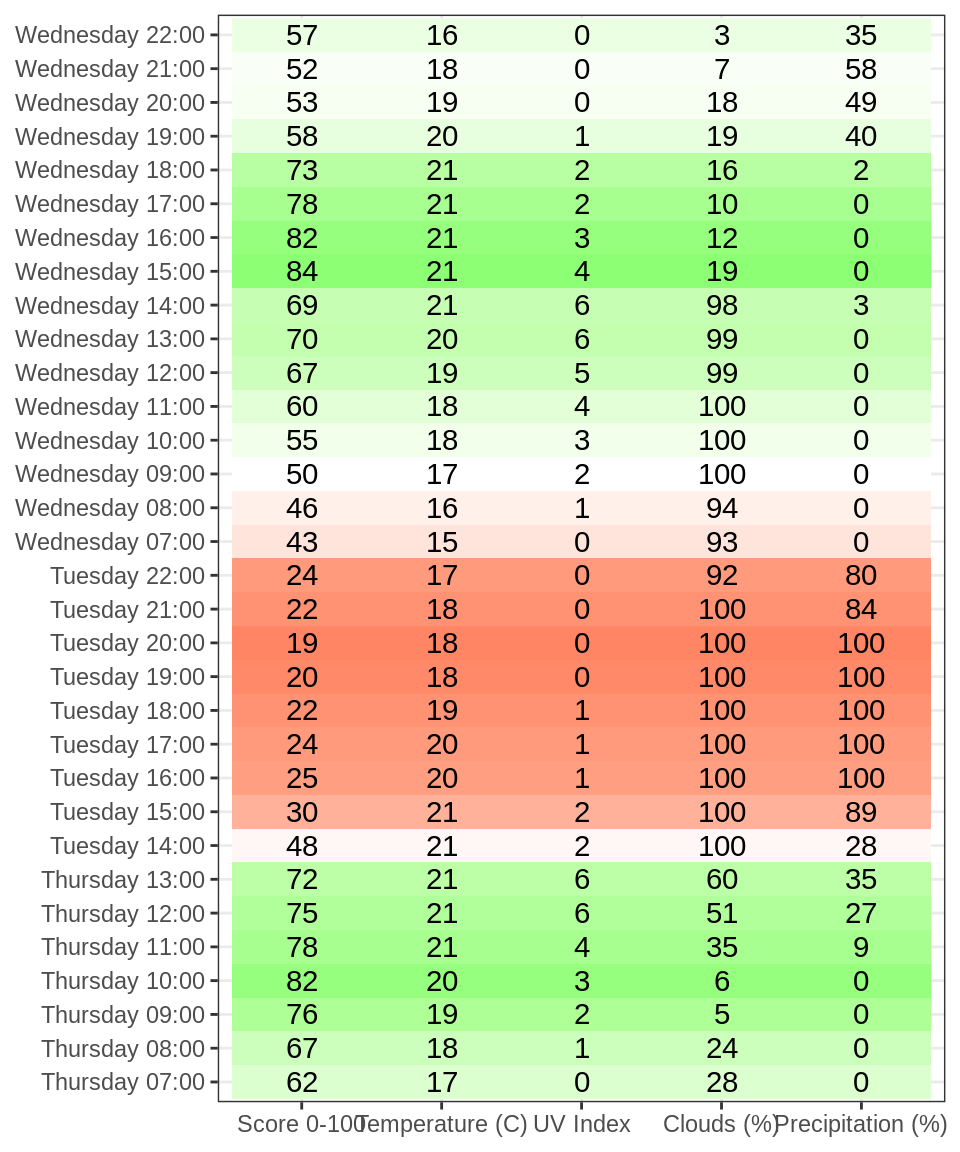 Wednesday 22:00 57 16 0 3 35
Wednesday 21:00 52 18 0 7 58
Wednesday 20:00 53 19 0 18 49
Wednesday 19:00 58 20 1 19 40
Wednesday 18:00 73 21 2 16 2
Wednesday 17:00 78 21 2 10 0
Wednesday 16:00 82 21 3 12 0
Wednesday 15:00 84 21 4 19 0
Wednesday 14:00 69 21 6 98 3
Wednesday 13:00 70 20 6 99 0
Wednesday 12:00 67 19 5 99 0
Wednesday 11:00 60 18 4 100 0
Wednesday 10:00 55 18 3 100 0
Wednesday 09:00 50 17 2 100 0
Wednesday 08:00 46 16 1 94 0
Wednesday 07:00 43 15 0 93 0
Tuesday 22:00 24 17 0 92 80
Tuesday 21:00 22 18 0 100 84
Tuesday 20:00 19 18 0 100 100
Tuesday 19:00 20 18 0 100 100
Tuesday 18:00 22 19 1 100 100
Tuesday 17:00 24 20 1 100 100
Tuesday 16:00 25 20 1 100 100
Tuesday 15:00 30 21 2 100 89
Tuesday 14:00 48 21 2 100 28
Thursday 13:00 72 21 6 60 35
Thursday 12:00 75 21 6 51 27
Thursday 11:00 78 21 4 35 9
Thursday 10:00 82 20 3 6 0
Thursday 09:00 76 19 2 5 0
Thursday 08:00 67 18 1 24 0
Thursday 07:00 62 17 0 28 0
Score 0-100 Temperature (C) UV Index Clouds (%) Precipitation (%)